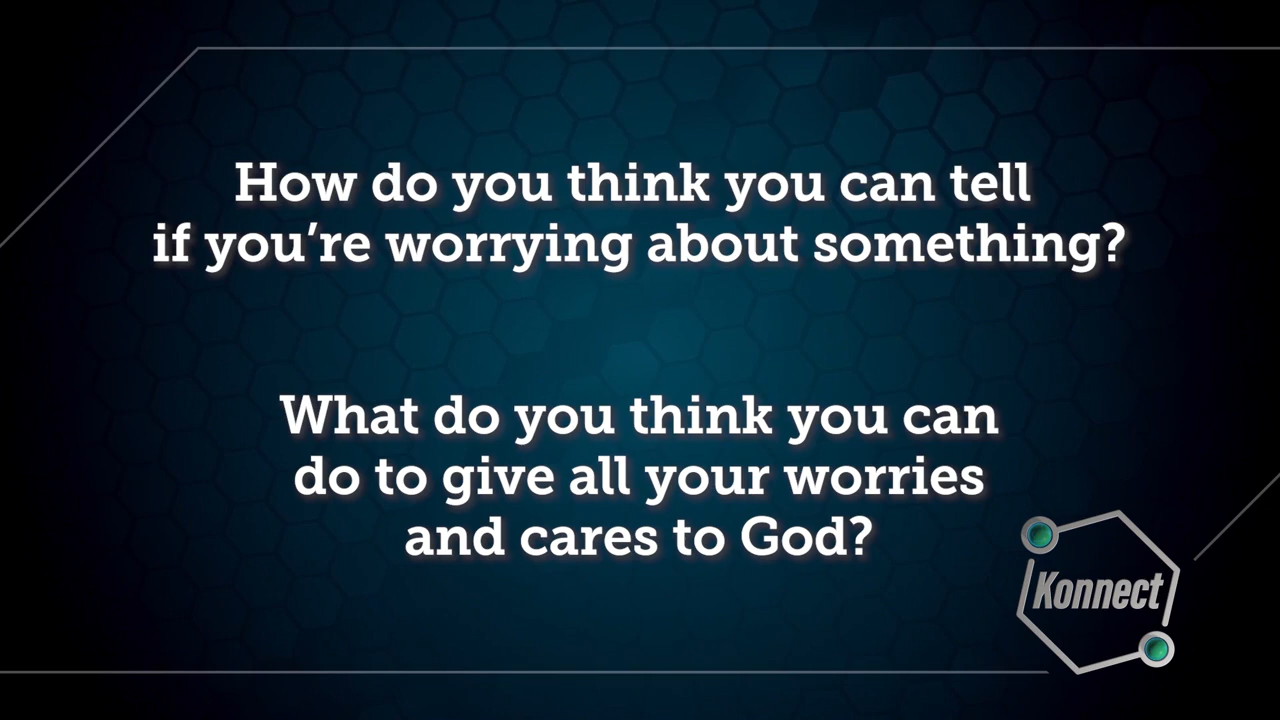 How do you think you can tell
if you’re worrying about something?
What do you think you can
do to give all your worries
and cares to God?
Konnect